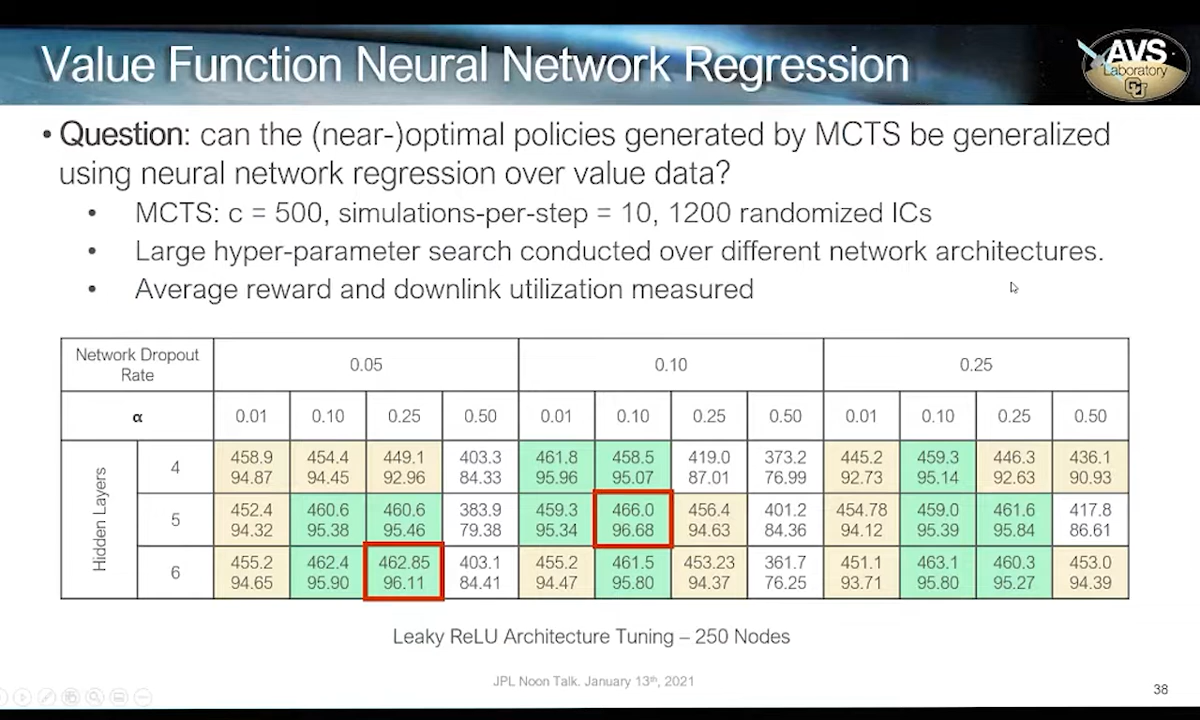 Value Function Neural Network Regression
AVS
Laboratory
CU
• Question: can the (near-)optimal policies generated by MCTS be generalized
using neural network regression over value data?
• MCTS: c = 500, simulations-per-step = 10, 1200 randomized ICs
• Large hyper-parameter search conducted over different network architectures.
• Average reward and downlink utilization measured
Network Dropout
Rate
0.05 0.10 0.25
α 0.01 0.10 0.25 0.50 0.01 0.10 0.25 0.50 0.01 0.10 0.25 0.50
Hidden Layers
4 458.9 454.4 449.1 403.3 461.8 458.5 419.0 373.2 445.2 459.3 446.3 436.1
94.87 94.45 92.96 84.33 95.96 95.07 87.01 76.99 92.73 95.14 92.63 90.93
5 452.4 460.6 460.6 383.9 459.3 466.0 456.4 401.2 454.78 459.0 461.6 417.8
94.32 95.38 95.46 79.38 95.34 96.68 94.63 84.36 94.12 95.39 95.84 86.61
6 455.2 462.4 462.85 403.1 455.2 461.5 453.23 361.7 451.1 463.1 460.3 453.0
94.65 95.90 96.11 84.41 94.47 95.80 94.37 76.25 93.71 95.80 95.27 94.39
Leaky ReLU Architecture Tuning – 250 Nodes
JPL Noon Talk. January 13th, 2021
38